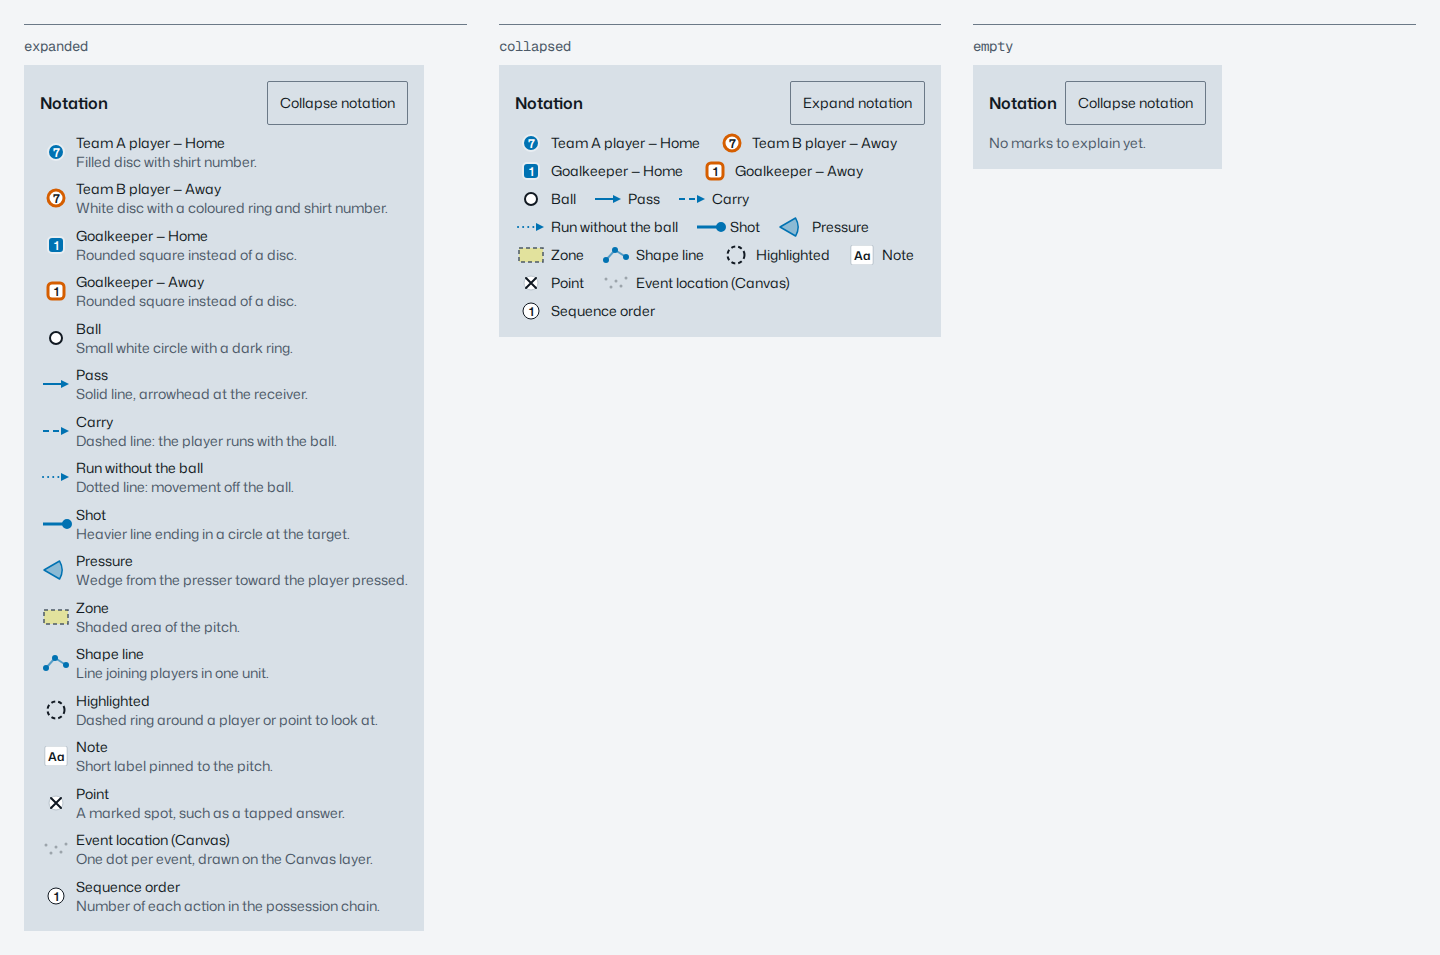 expanded
Notation
Collapse notation
7 Team A player – Home
Filled disc with shirt number.
7 Team B player – Away
White disc with a coloured ring and shirt number.
1 Goalkeeper – Home
Rounded square instead of a disc.
1 Goalkeeper – Away
Rounded square instead of a disc.
Ball
Small white circle with a dark ring.
Pass
Solid line, arrowhead at the receiver.
Carry
Dashed line: the player runs with the ball.
Run without the ball
Dotted line: movement off the ball.
Shot
Heavier line ending in a circle at the target.
Pressure
Wedge from the presser toward the player pressed.
Zone
Shaded area of the pitch.
Shape line
Line joining players in one unit.
Highlighted
Dashed ring around a player or point to look at.
Aa Note
Short label pinned to the pitch.
Point
A marked spot, such as a tapped answer.
Event location (Canvas)
One dot per event, drawn on the Canvas layer.
1 Sequence order
Number of each action in the possession chain.
collapsed
Notation
Expand notation
7 Team A player – Home 7 Team B player – Away
1 Goalkeeper – Home 1 Goalkeeper – Away
Ball Pass Carry
Run without the ball Shot Pressure
Zone Shape line Highlighted Aa Note
Point Event location (Canvas)
1 Sequence order
empty
Notation
Collapse notation
No marks to explain yet.